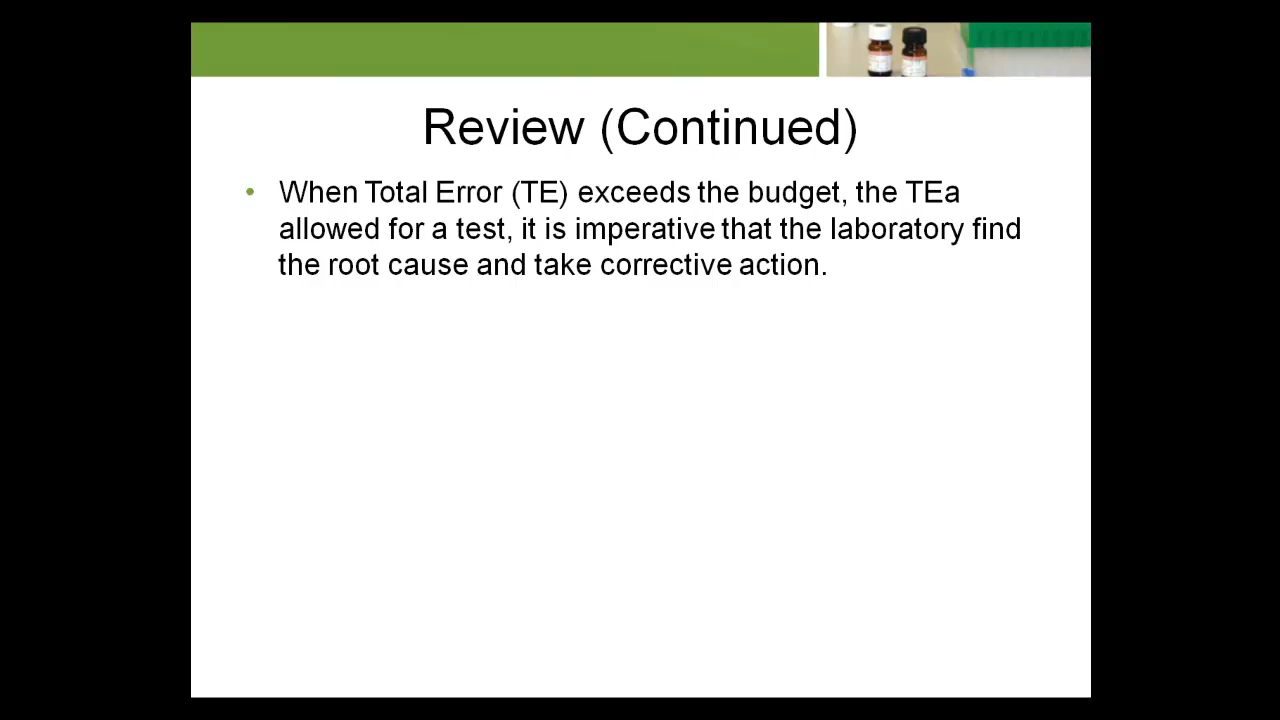 Review (Continued)
• When Total Error (TE) exceeds the budget, the TEa
allowed for a test, it is imperative that the laboratory find
the root cause and take corrective action.